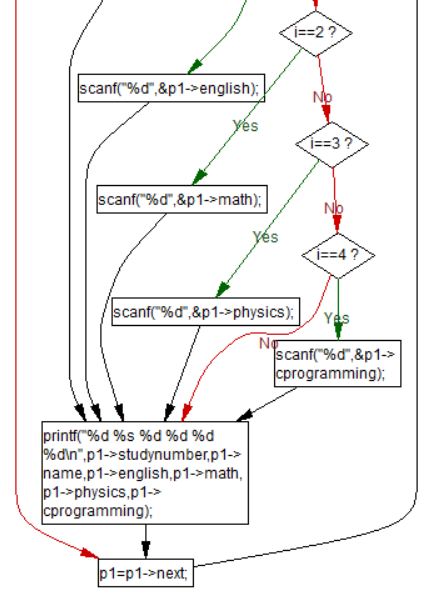 i==2 ?
scanf("%d",&p1->english);
No
Yes
i==3 ?
scanf("%d",&p1->math);
No
Yes
i==4 ?
scanf("%d",&p1->physics);
Yes
No
scanf("%d",&p1->
cprogramming);
printf("%d %s %d %d %d
%d\n",p1->studynumber,p1->
name,p1->english,p1->math,
p1->physics,p1->
cprogramming);
p1=p1->next;